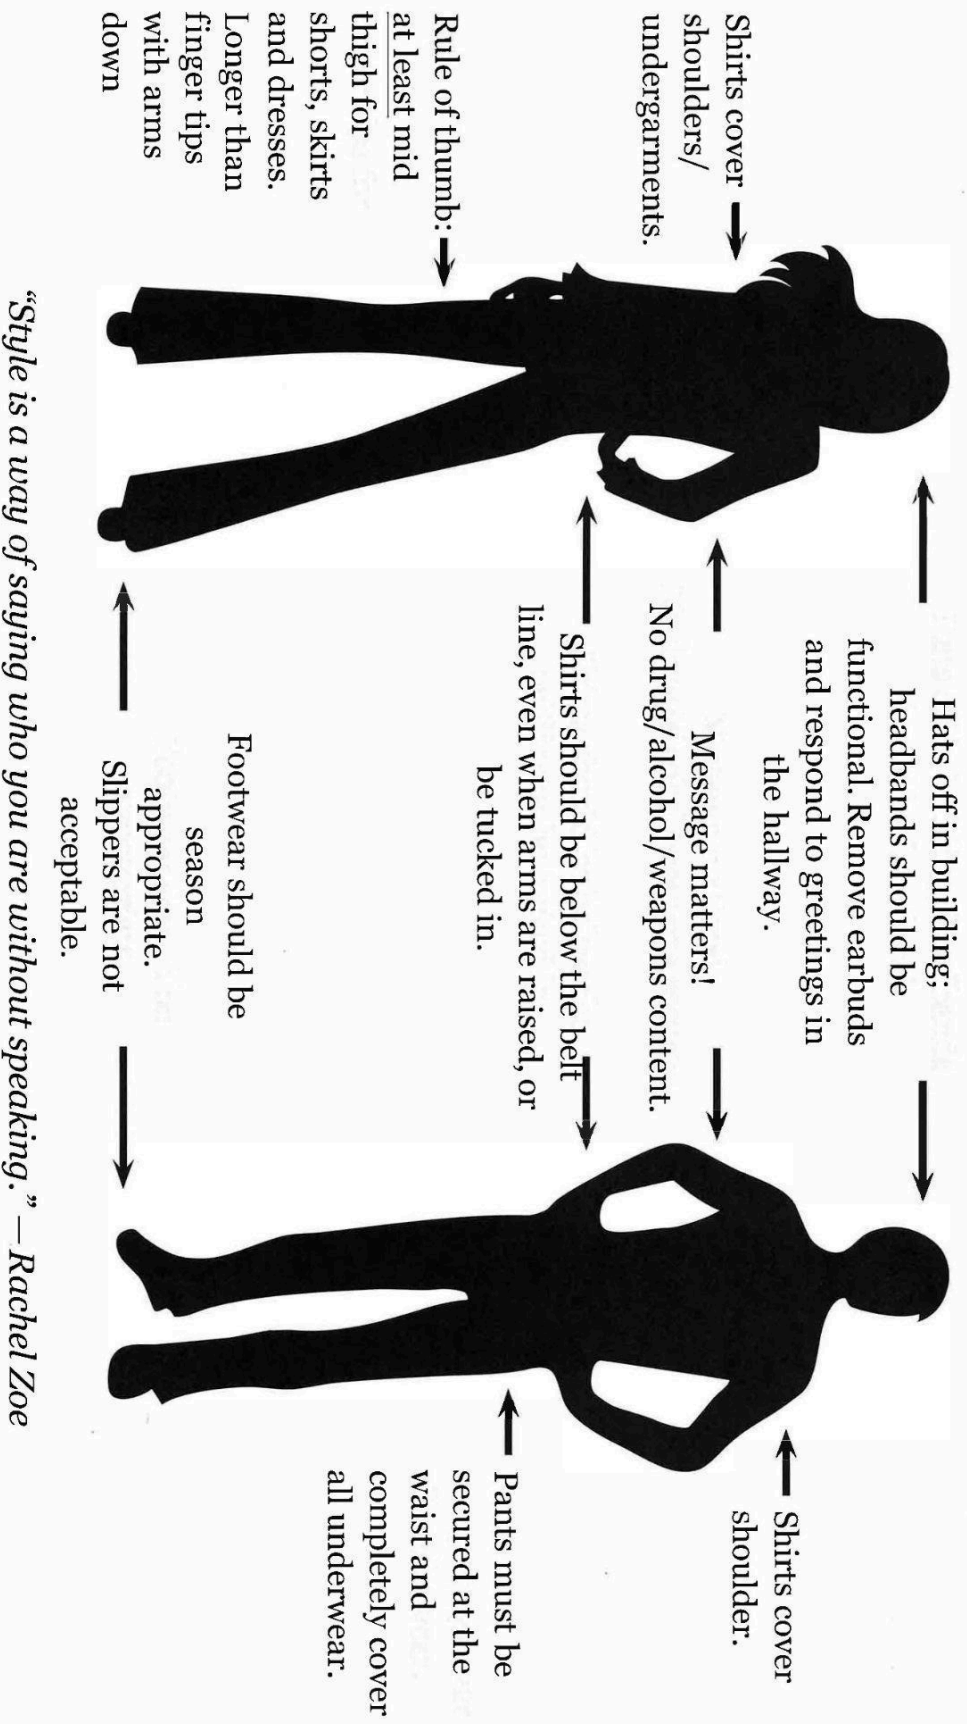 Shirts cover
shoulders/
undergarments.
Rule of thumb:
at least mid
thigh for
shorts, skirts
and dresses.
Longer than
finger tips
with arms
down
Hats off in building;
headbands should be
functional. Remove earbuds
and respond to greetings in
the hallway.
Message matters!
No drug/alcohol/weapons content.
Shirts should be below the belt
line, even when arms are raised, or
be tucked in.
Footwear should be
season
appropriate.
Slippers are not
acceptable.
Shirts cover
shoulder.
Pants must be
secured at the
waist and
completely cover
all underwear.
“Style is a way of saying who you are without speaking.” —Rachel Zoe